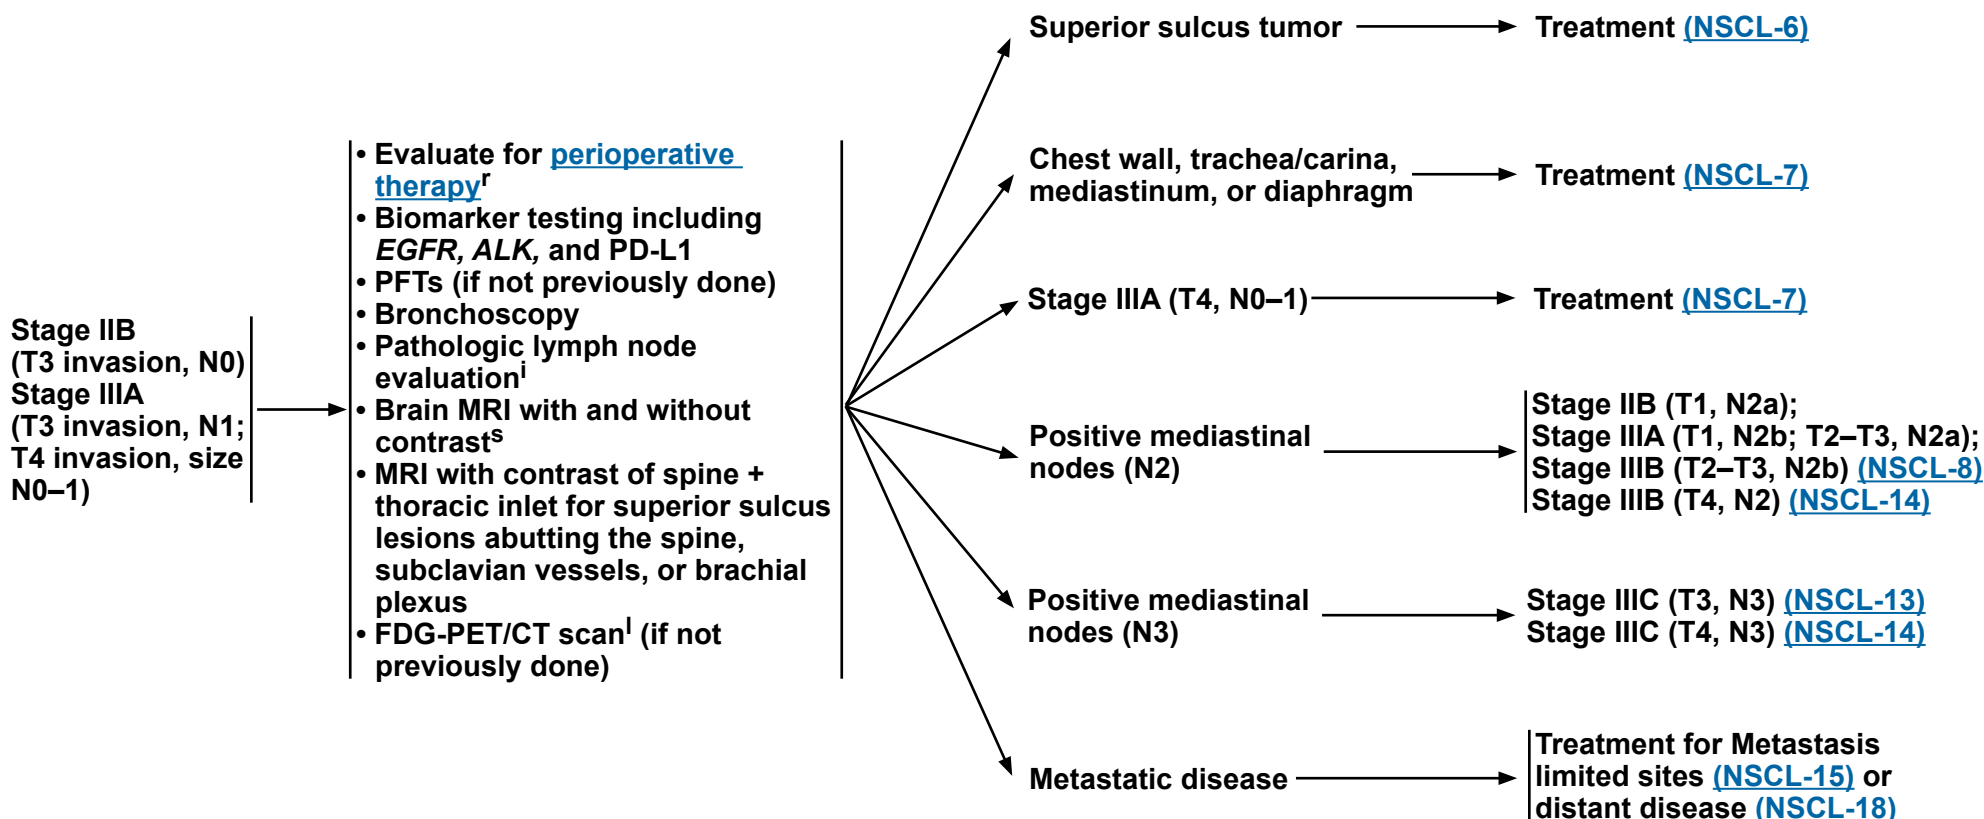 Stage IIB
(T3 invasion, N0)
Stage IIIA
(T3 invasion, N1;
T4 invasion, size
N0–1)
• Evaluate for perioperative
therapyʳ
• Biomarker testing including
EGFR, ALK, and PD-L1
• PFTs (if not previously done)
• Bronchoscopy
• Pathologic lymph node
evaluationⁱ
• Brain MRI with and without
contrastˢ
• MRI with contrast of spine +
thoracic inlet for superior sulcus
lesions abutting the spine,
subclavian vessels, or brachial
plexus
• FDG-PET/CT scanˡ (if not
previously done)
Superior sulcus tumor
Treatment (NSCL-6)
Chest wall, trachea/carina,
mediastinum, or diaphragm
Treatment (NSCL-7)
Stage IIIA (T4, N0–1)
Treatment (NSCL-7)
Positive mediastinal
nodes (N2)
Stage IIB (T1, N2a);
Stage IIIA (T1, N2b; T2–T3, N2a);
Stage IIIB (T2–T3, N2b) (NSCL-8)
Stage IIIB (T4, N2) (NSCL-14)
Positive mediastinal
nodes (N3)
Stage IIIC (T3, N3) (NSCL-13)
Stage IIIC (T4, N3) (NSCL-14)
Metastatic disease
Treatment for Metastasis
limited sites (NSCL-15) or
distant disease (NSCL-18)